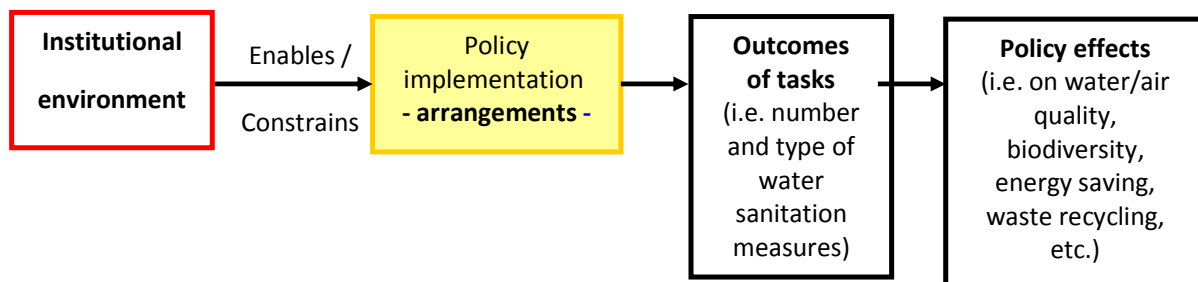 Institutional
environment
Enables /
Constrains
Policy
implementation
- arrangements -
Outcomes
of tasks
(i.e. number
and type of
water
sanitation
measures)
Policy effects
(i.e. on water/air
quality,
biodiversity,
energy saving,
waste recycling,
etc.)